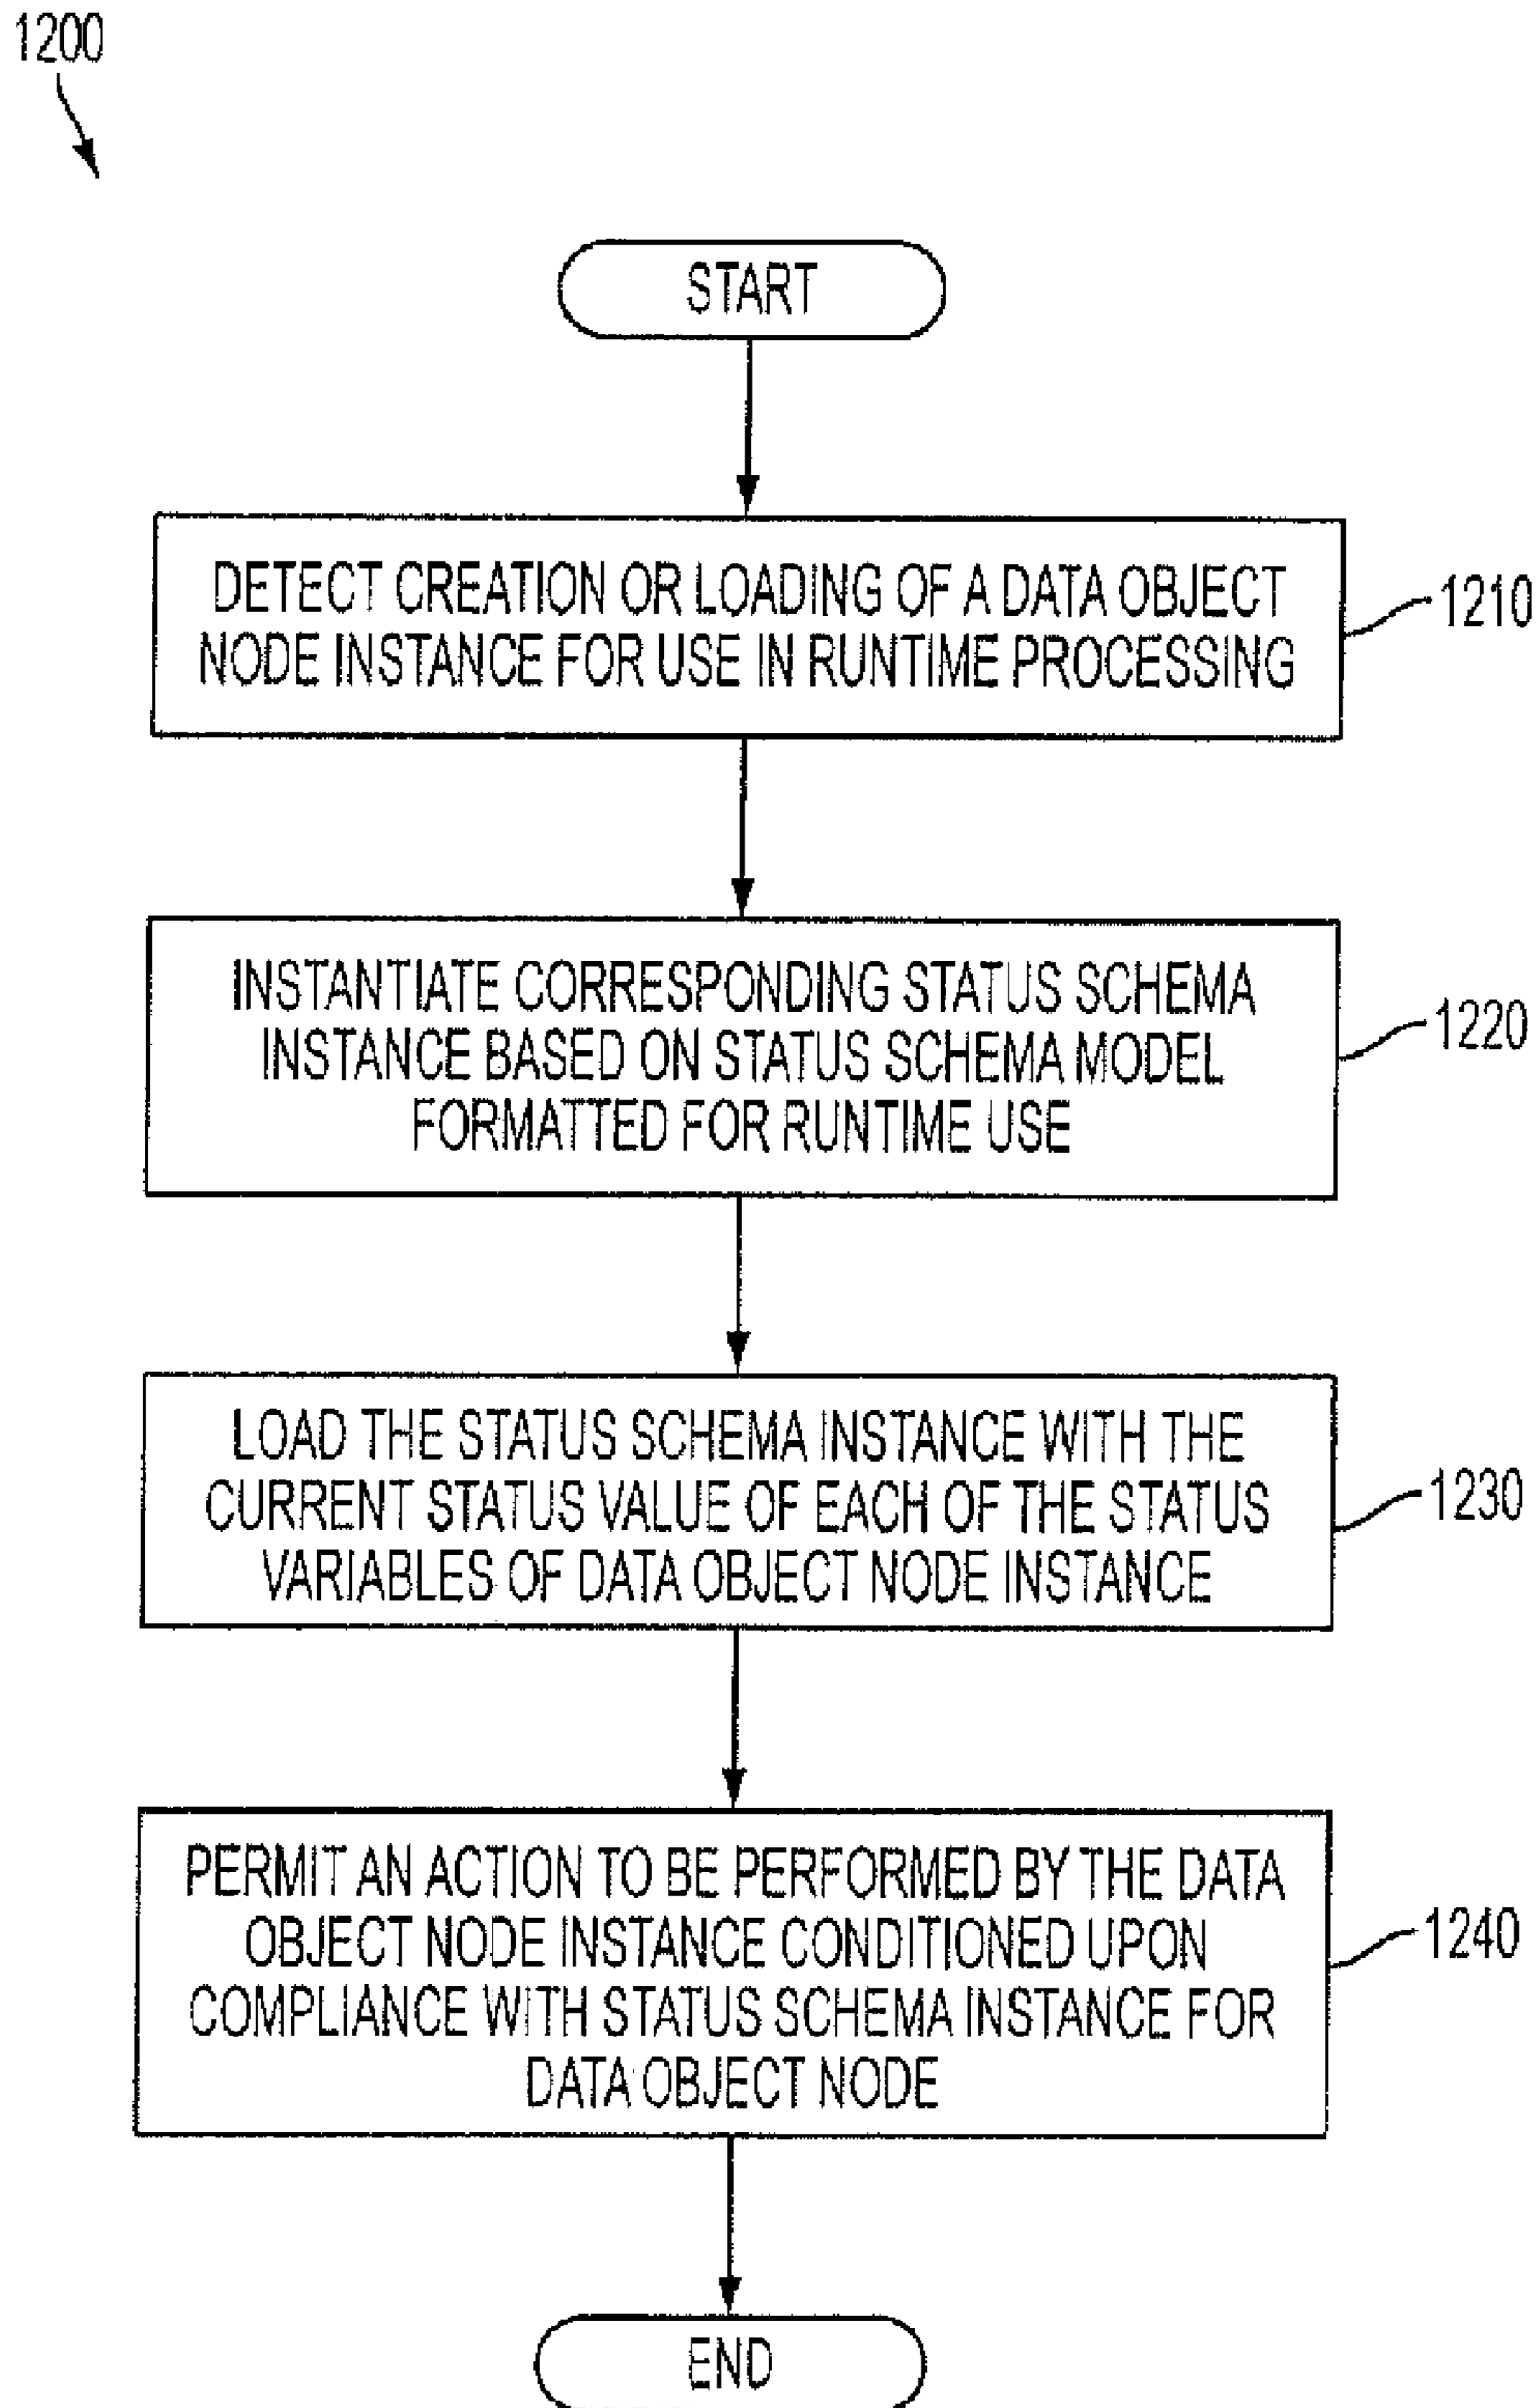 1200
START
DETECT CREATION OR LOADING OF A DATA OBJECT
NODE INSTANCE FOR USE IN RUNTIME PROCESSING
1210
INSTANTIATE CORRESPONDING STATUS SCHEMA
INSTANCE BASED ON STATUS SCHEMA MODEL
FORMATTED FOR RUNTIME USE
1220
LOAD THE STATUS SCHEMA INSTANCE WITH THE
CURRENT STATUS VALUE OF EACH OF THE STATUS
VARIABLES OF DATA OBJECT NODE INSTANCE
1230
PERMIT AN ACTION TO BE PERFORMED BY THE DATA
OBJECT NODE INSTANCE CONDITIONED UPON
COMPLIANCE WITH STATUS SCHEMA INSTANCE FOR
DATA OBJECT NODE
1240
END